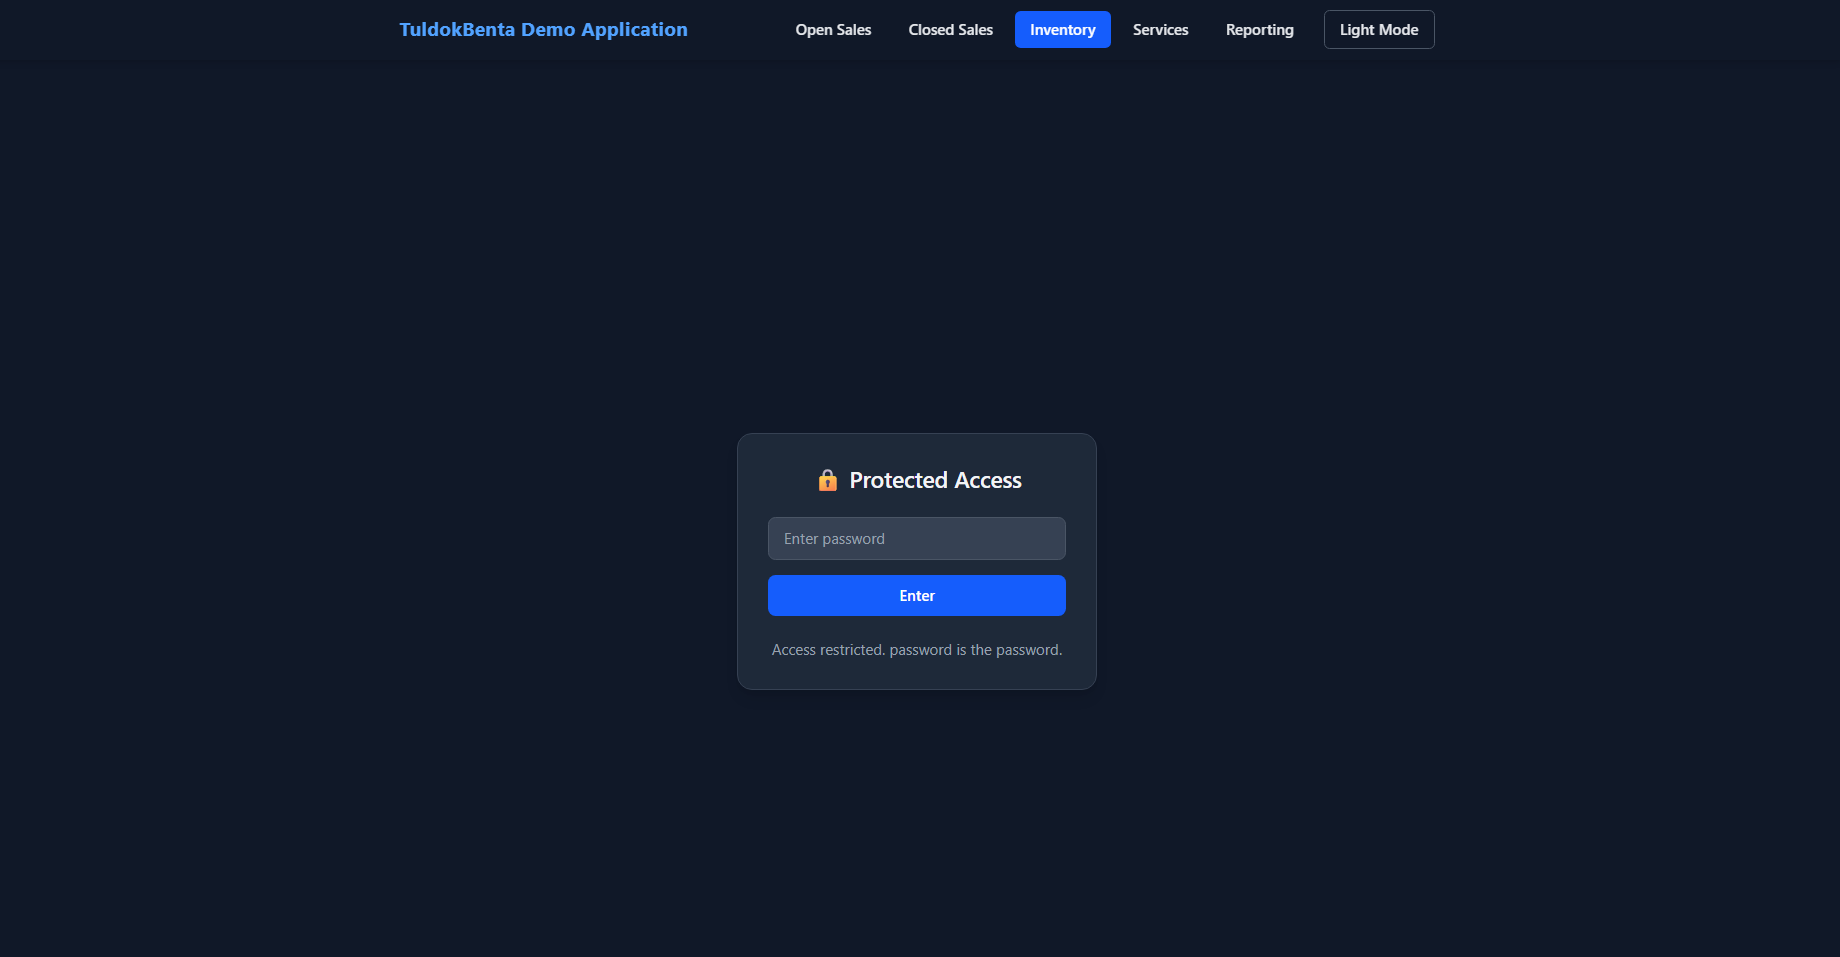 TuldokBenta Demo Application
Open Sales
Closed Sales
Inventory
Services
Reporting
Light Mode
Protected Access
Enter password
Enter
Access restricted. password is the password.